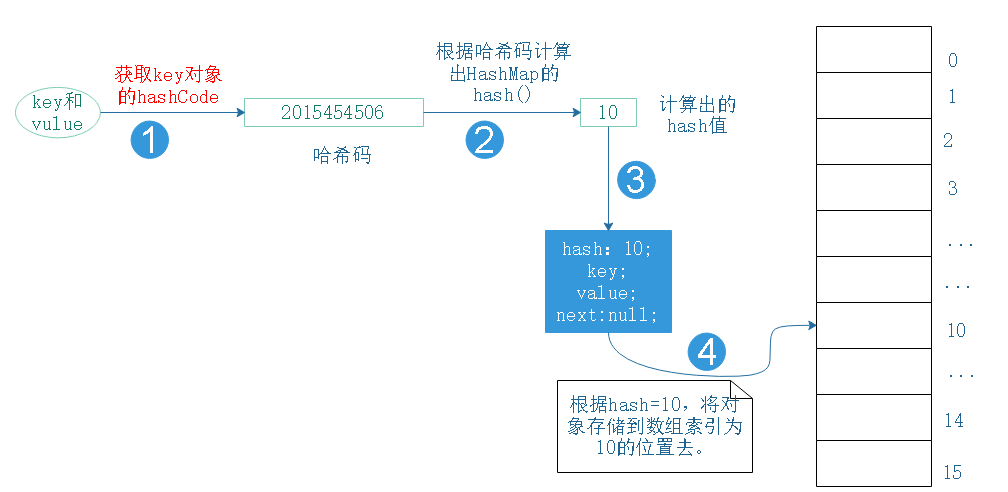 key和
vulue
获取key对象
的hashCode
1
2015454506
哈希码
根据哈希码计算
出HashMap的
hash()
2
10
计算出的
hash值
3
hash: 10;
key;
value;
next:null;
4
根据hash=10，将对
象存储到数组索引为
10的位置去。
0
1
2
3
...
...
10
...
14
15